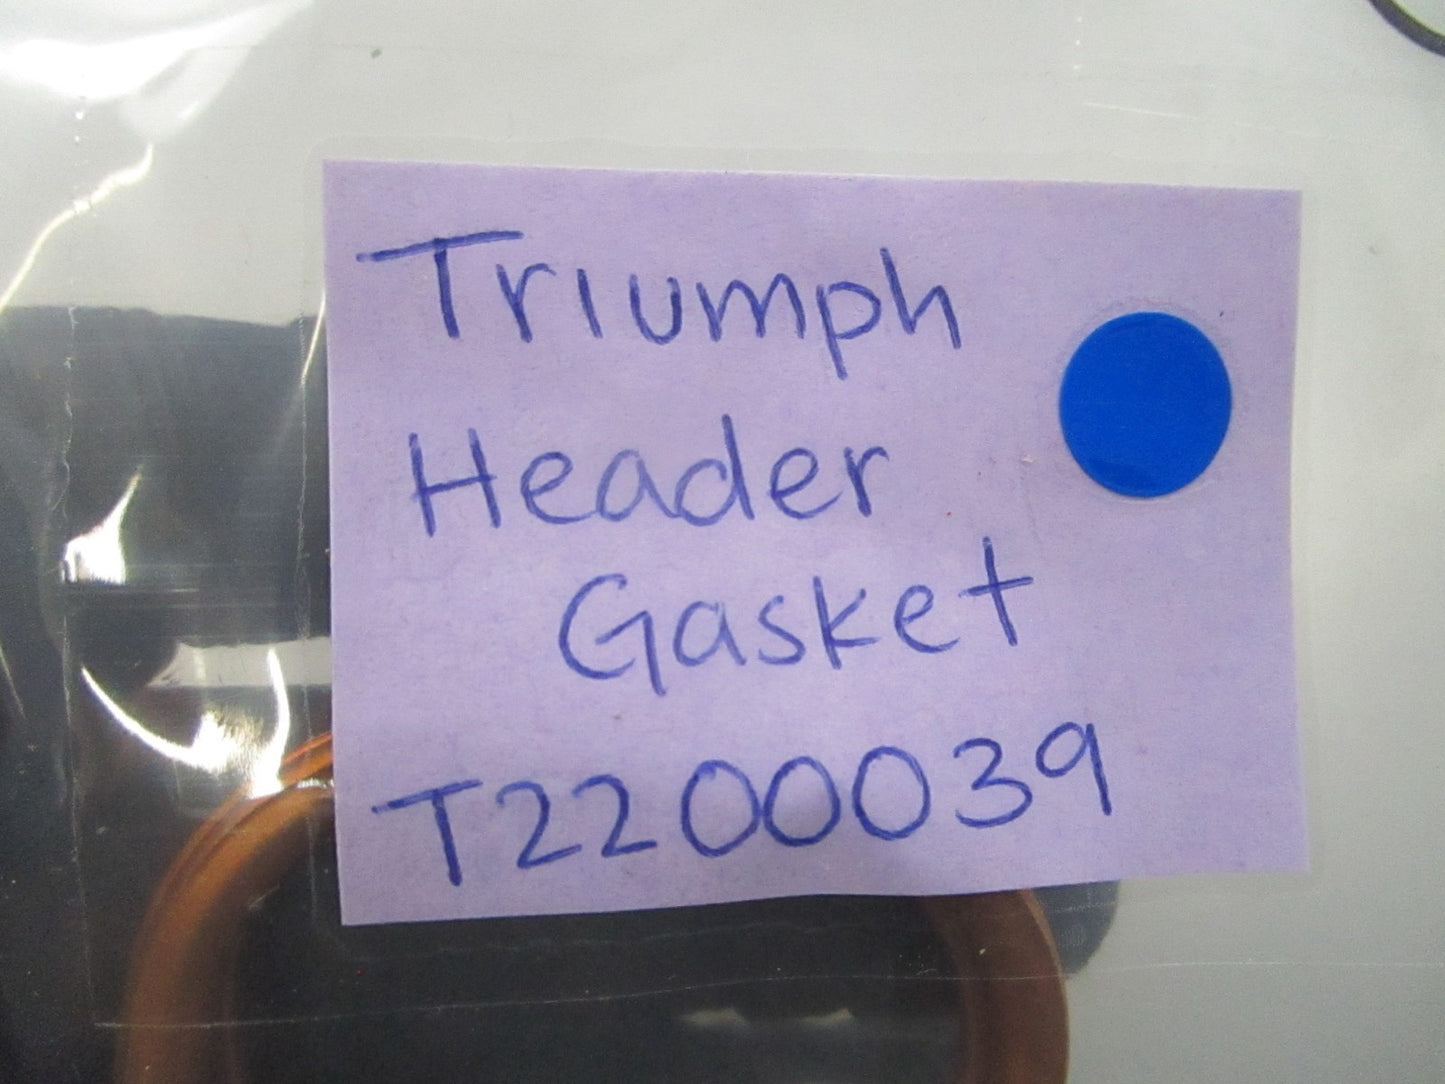 Triumph
Header
Gasket
T2200039